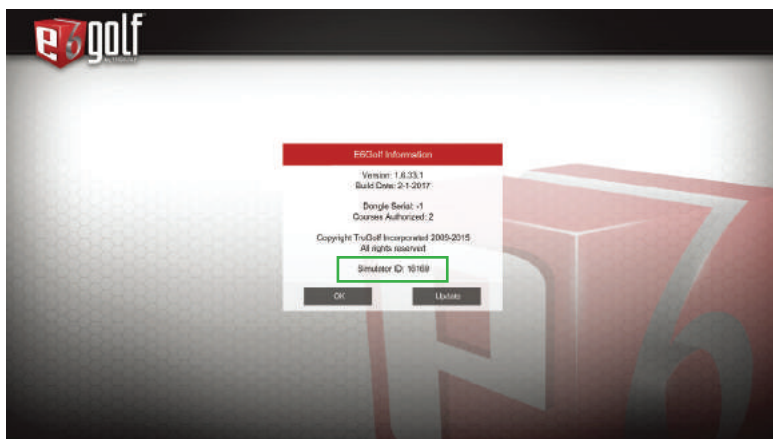 e6golf
E6Golf Information
Version: 1.6.33.1
Build Date: 2-1-2017
Dongle Serial: -1
Courses Authorized: 2
Copyright TruGolf Incorporated 2009-2015
All rights reserved
Simulator ID: 16169
OK
Update